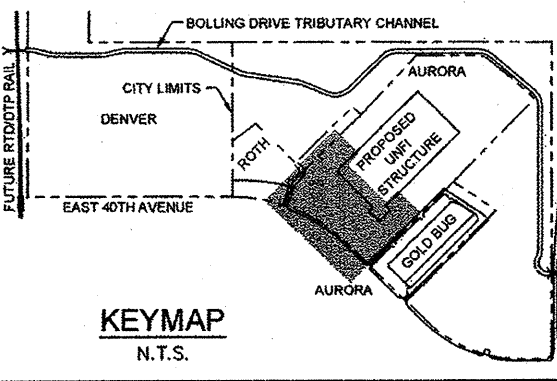 BOLLING DRIVE TRIBUTARY CHANNEL
FUTURE RTD/DTP RAIL
CITY LIMITS
DENVER
AURORA
ROTH
PROPOSED
UNFI
STRUCTURE
EAST 40TH AVENUE
GOLD BUG
AURORA
KEYMAP
N.T.S.